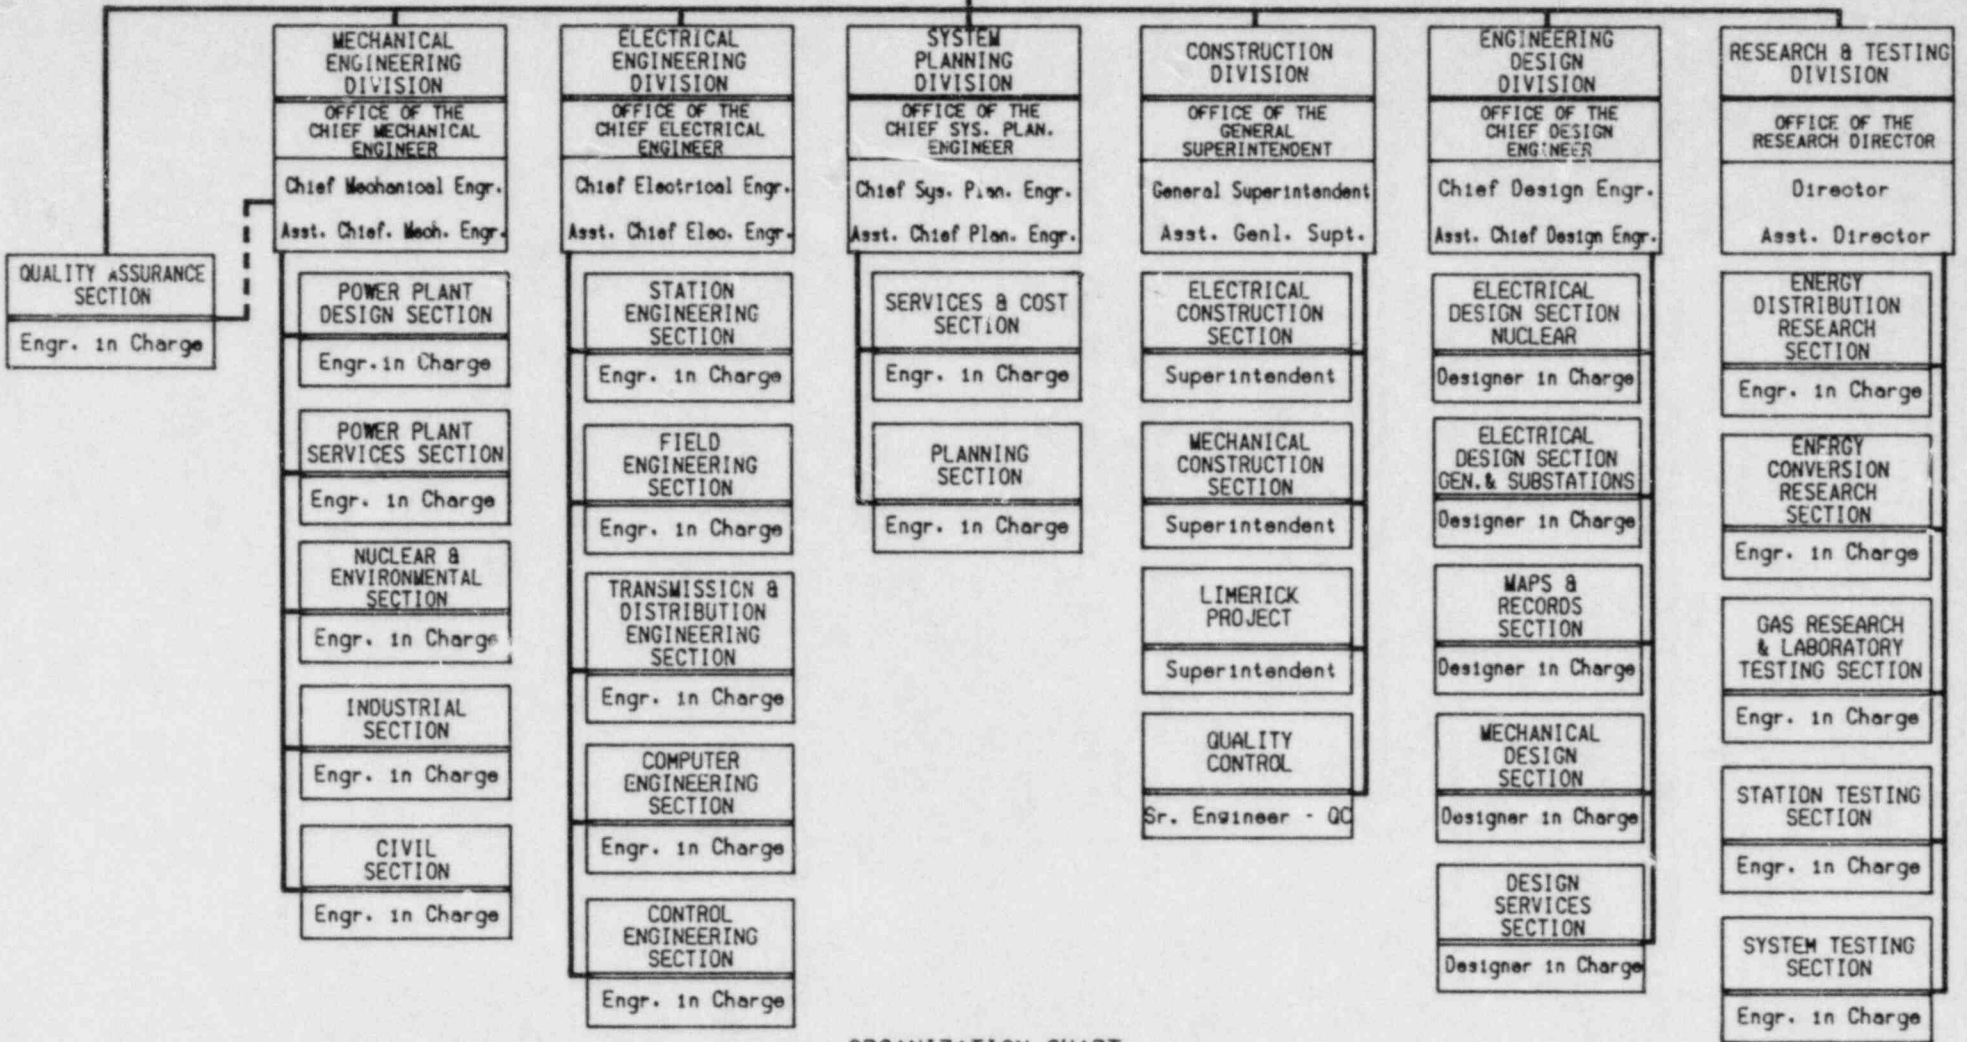 QUALITY ASSURANCE
SECTION
Engr. in Charge
MECHANICAL
ENGINEERING
DIVISION
OFFICE OF THE
CHIEF MECHANICAL
ENGINEER
Chief Mechanical Engr.
Asst. Chief. Mech. Engr.
POWER PLANT
DESIGN SECTION
Engr.in Charge
POWER PLANT
SERVICES SECTION
Engr. in Charge
NUCLEAR &
ENVIRONMENTAL
SECTION
Engr. in Charge
INDUSTRIAL
SECTION
Engr. in Charge
CIVIL
SECTION
Engr. in Charge
ELECTRICAL
ENGINEERING
DIVISION
OFFICE OF THE
CHIEF ELECTRICAL
ENGINEER
Chief Electrical Engr.
Asst. Chief Elec. Engr.
STATION
ENGINEERING
SECTION
Engr. in Charge
FIELD
ENGINEERING
SECTION
Engr. in Charge
TRANSMISSION &
DISTRIBUTION
ENGINEERING
SECTION
Engr. in Charge
COMPUTER
ENGINEERING
SECTION
Engr. in Charge
CONTROL
ENGINEERING
SECTION
Engr. in Charge
SYSTEM
PLANNING
DIVISION
OFFICE OF THE
CHIEF SYS. PLAN.
ENGINEER
Chief Sys. Plan. Engr.
Asst. Chief Plan. Engr.
SERVICES & COST
SECTION
Engr. in Charge
PLANNING
SECTION
Engr. in Charge
CONSTRUCTION
DIVISION
OFFICE OF THE
GENERAL
SUPERINTENDENT
General Superintendent
Asst. Genl. Supt.
ELECTRICAL
CONSTRUCTION
SECTION
Superintendent
MECHANICAL
CONSTRUCTION
SECTION
Superintendent
LIMERICK
PROJECT
Superintendent
QUALITY
CONTROL
Sr. Engineer - QC
ENGINEERING
DESIGN
DIVISION
OFFICE OF THE
CHIEF DESIGN
ENGINEER
Chief Design Engr.
Asst. Chief Design Engr.
ELECTRICAL
DESIGN SECTION
NUCLEAR
Designer in Charge
ELECTRICAL
DESIGN SECTION
GEN.& SUBSTATIONS
Designer in Charge
MAPS &
RECORDS
SECTION
Designer in Charge
MECHANICAL
DESIGN
SECTION
Designer in Charge
DESIGN
SERVICES
SECTION
Designer in Charge
RESEARCH & TESTING
DIVISION
OFFICE OF THE
RESEARCH DIRECTOR
Director
Asst. Director
ENERGY
DISTRIBUTION
RESEARCH
SECTION
Engr. in Charge
ENERGY
CONVERSION
RESEARCH
SECTION
Engr. in Charge
GAS RESEARCH
& LABORATORY
TESTING SECTION
Engr. in Charge
STATION TESTING
SECTION
Engr. in Charge
SYSTEM TESTING
SECTION
Engr. in Charge
ORGANIZATION CHART